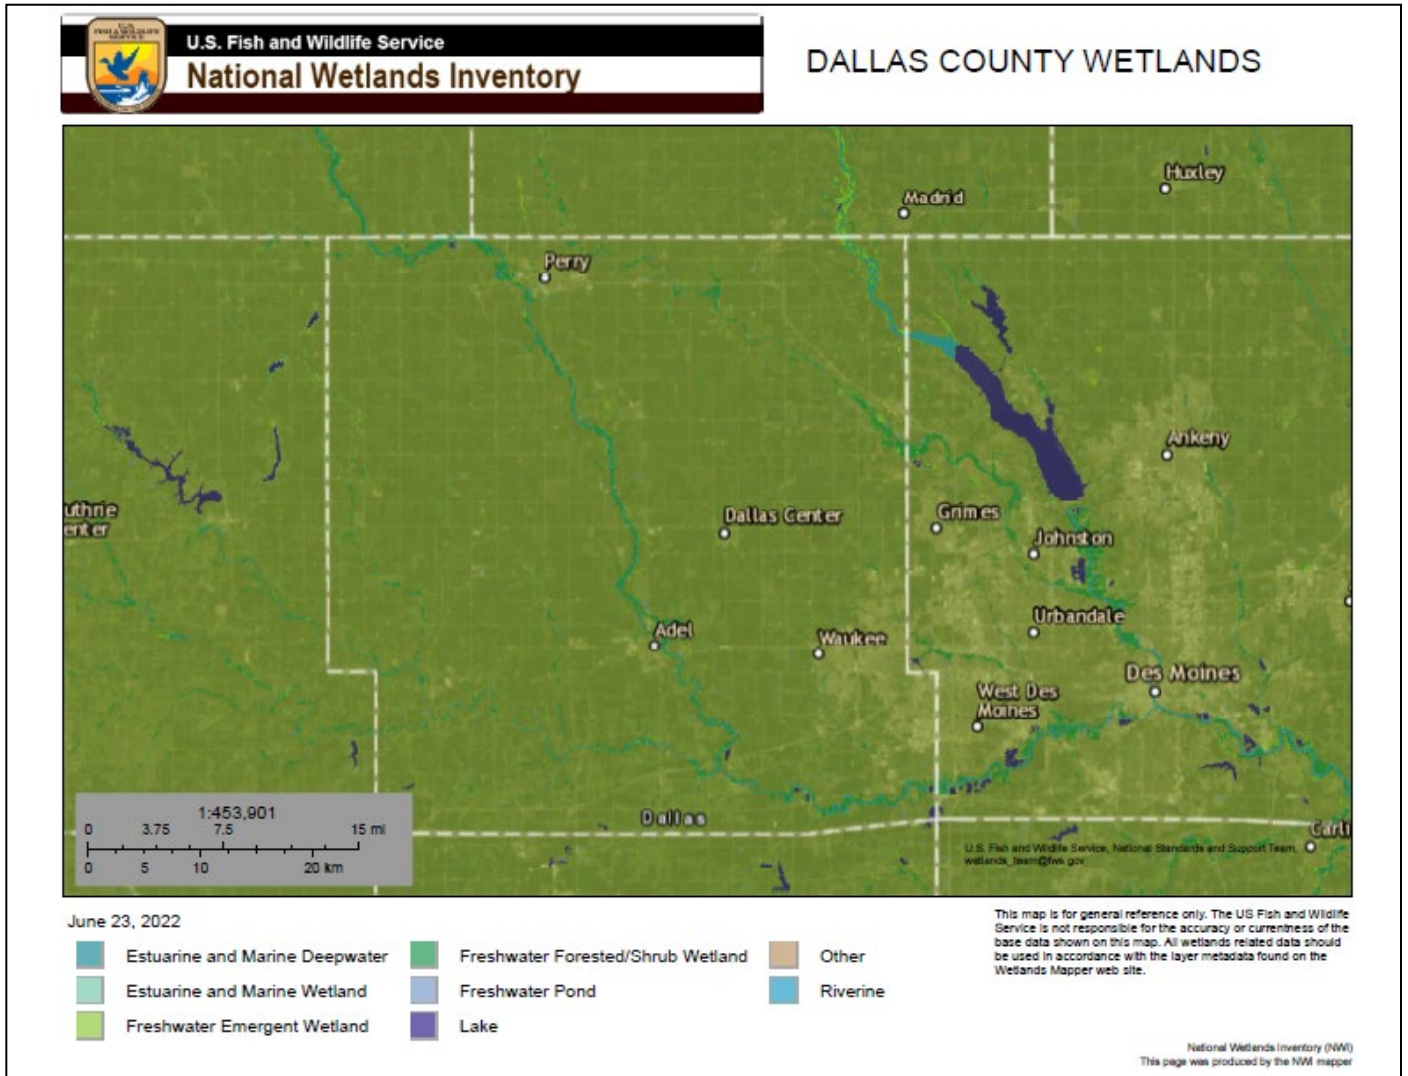 U.S.
FISH & WILDLIFE
SERVICE
U.S. Fish and Wildlife Service
National Wetlands Inventory
DALLAS COUNTY WETLANDS
Huxley
Madrid
Perry
Ankeny
uthrie
enter
Dallas Center
Grimes
Johnston
Urbandale
Adel
Waukee
Des Moines
West Des
Moines
Dallas
Carli
1:453,901
0 3.75 7.5 15 mi
0 5 10 20 km
U.S. Fish and Wildlife Service, National Standards and Support Team,
wetlands_team@fws.gov
June 23, 2022
Estuarine and Marine Deepwater
Estuarine and Marine Wetland
Freshwater Emergent Wetland
Freshwater Forested/Shrub Wetland
Freshwater Pond
Lake
Other
Riverine
This map is for general reference only. The US Fish and Wildlife
Service is not responsible for the accuracy or currentness of the
base data shown on this map. All wetlands related data should
be used in accordance with the layer metadata found on the
Wetlands Mapper web site.
National Wetlands Inventory (NWI)
This page was produced by the NWI mapper